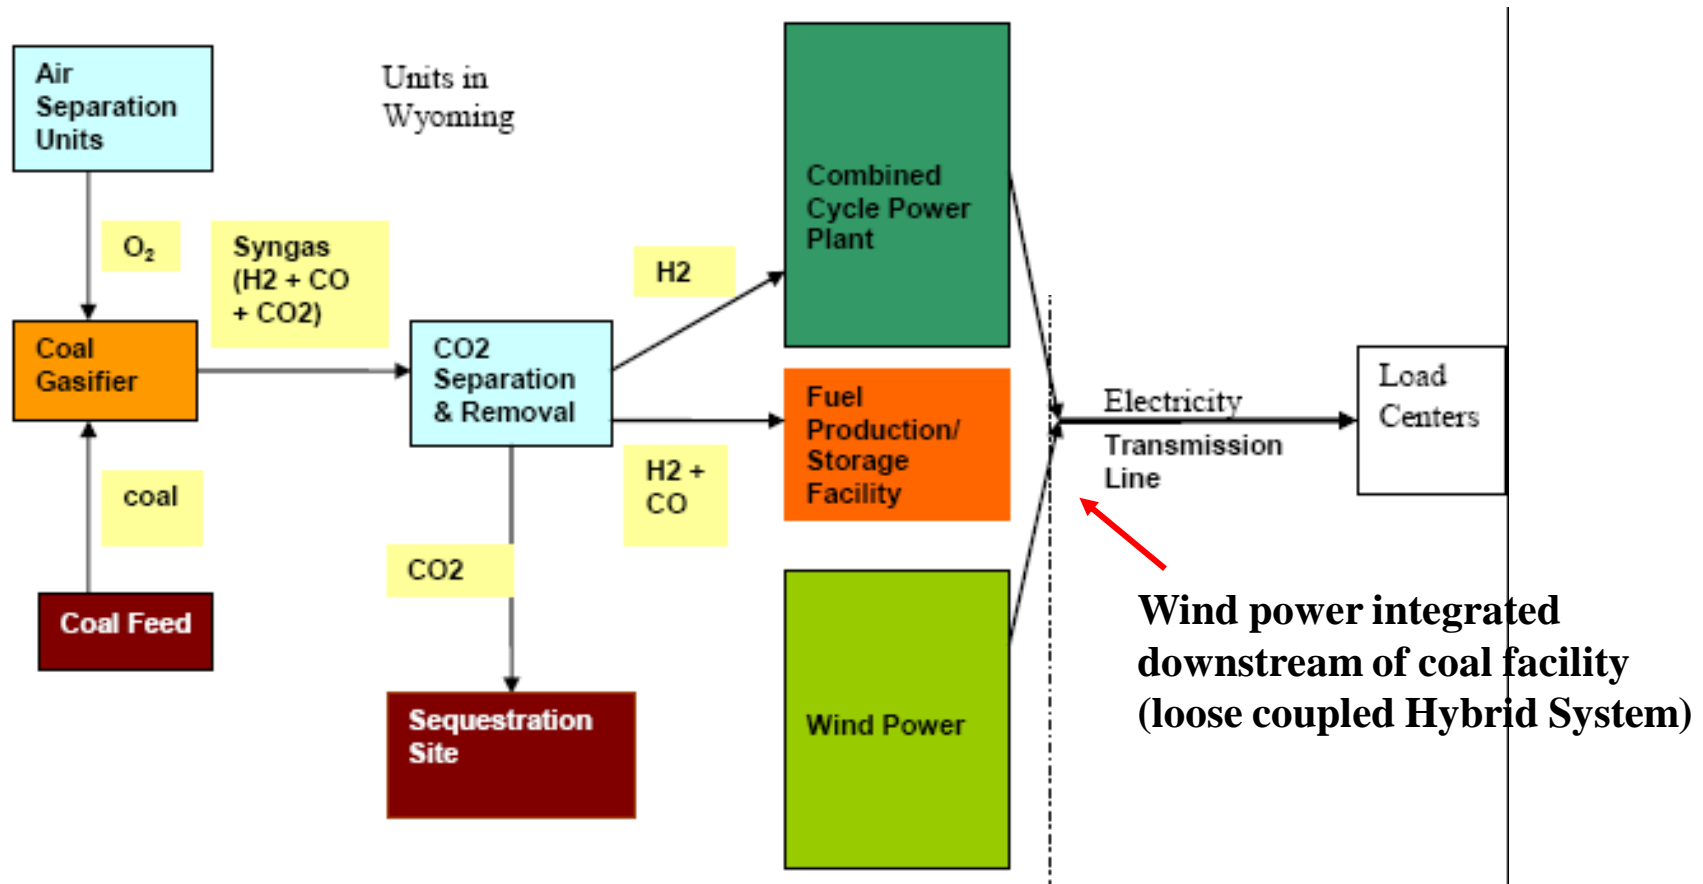 Air
Separation
Units
Units in
Wyoming
O₂
Syngas
(H2 + CO
+ CO2)
H2
Combined
Cycle Power
Plant
Coal
Gasifier
CO2
Separation
& Removal
Fuel
Production/
Storage
Facility
Electricity
Transmission
Line
Load
Centers
coal
H2 +
CO
CO2
Coal Feed
Sequestration
Site
Wind Power
Wind power integrated
downstream of coal facility
(loose coupled Hybrid System)